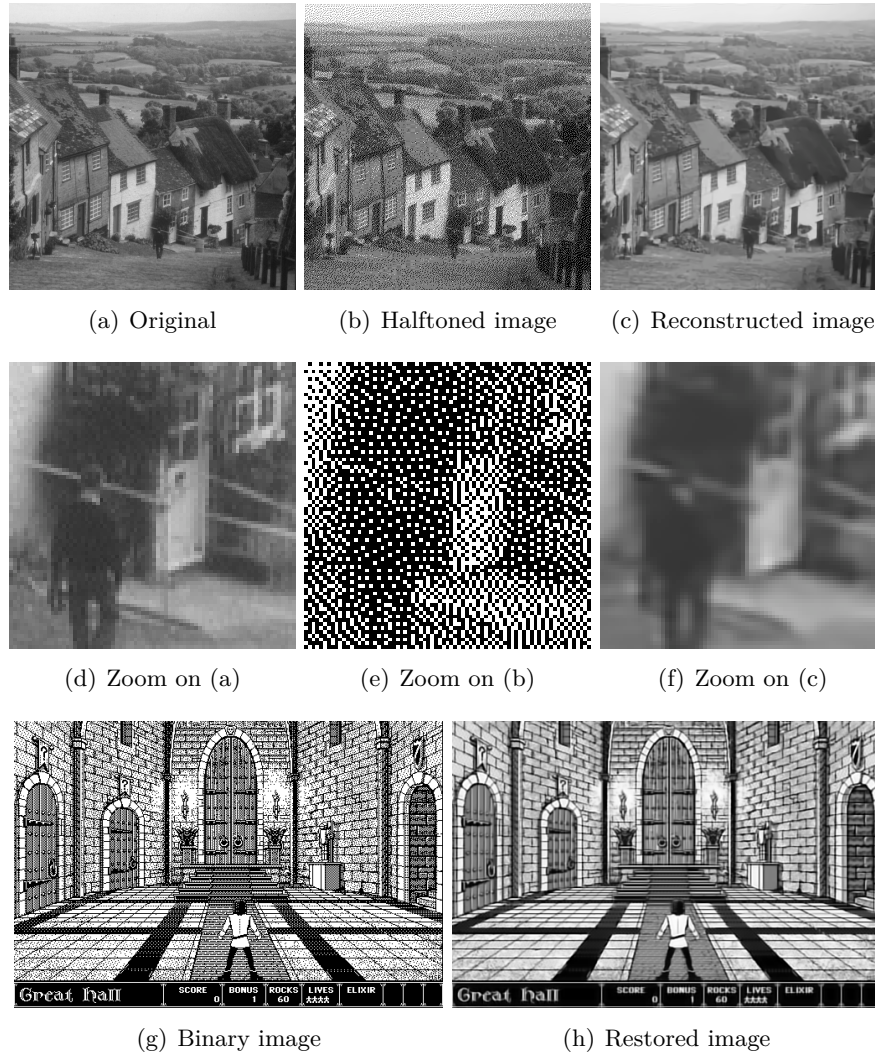 (a) Original
(b) Halftoned image
(c) Reconstructed image
(d) Zoom on (a)
(e) Zoom on (b)
(f) Zoom on (c)
Great Hall
SCORE
0
BONUS
1
ROCKS
60
LIVES
ELIXIR
Great Hall
SCORE
0
BONUS
1
ROCKS
60
LIVES
ELIXIR
(g) Binary image
(h) Restored image